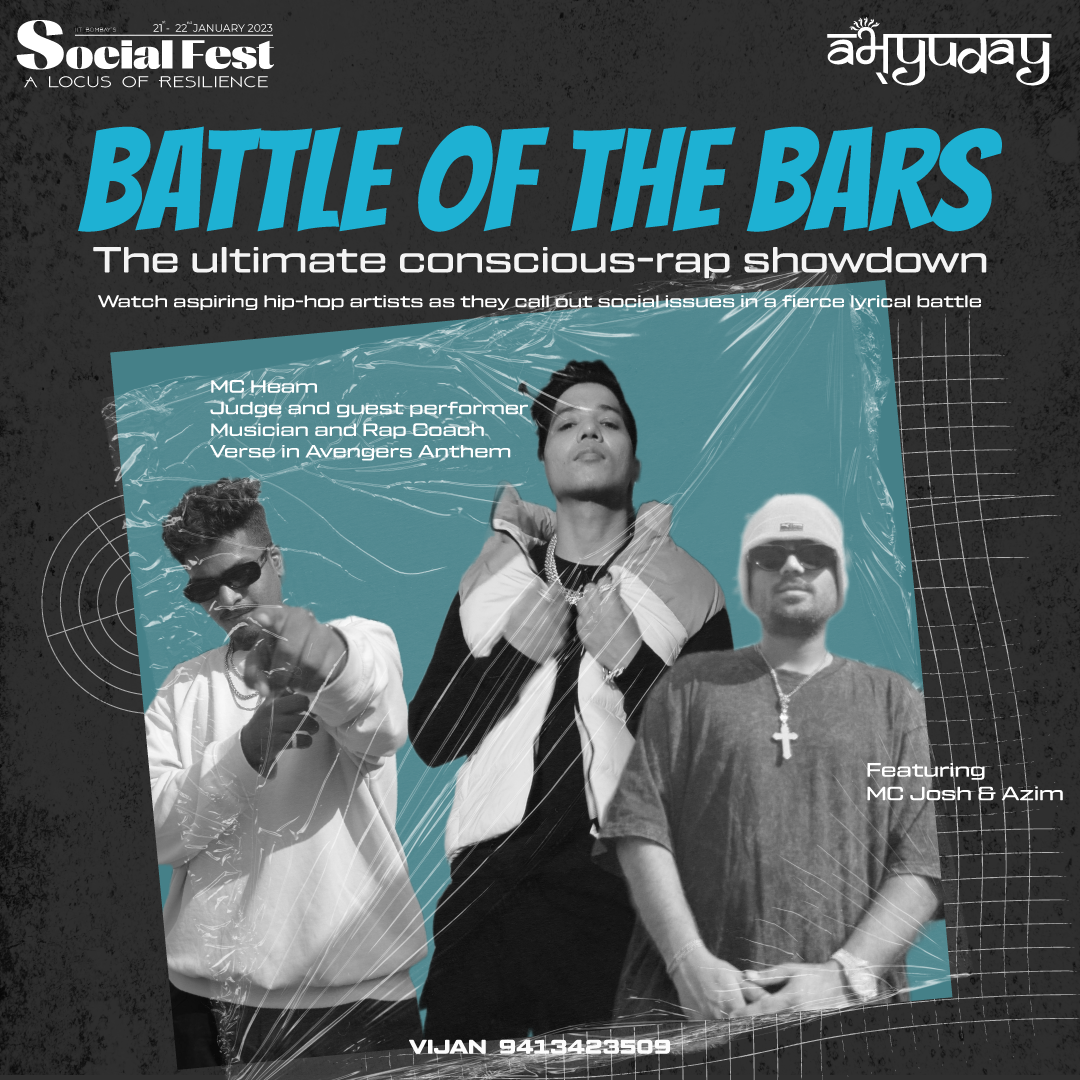 IIT BOMBAY'S
21st - 22nd JANUARY 2023
Social Fest
A LOCUS OF RESILIENCE
अभyuday
BATTLE OF THE BARS
The ultimate conscious-rap showdown
Watch aspiring hip-hop artists as they call out social issues in a fierce lyrical battle
MC Heam
Judge and guest performer
Musician and Rap Coach
Verse in Avengers Anthem
Featuring
MC Josh & Azim
VIJAN 9413423509